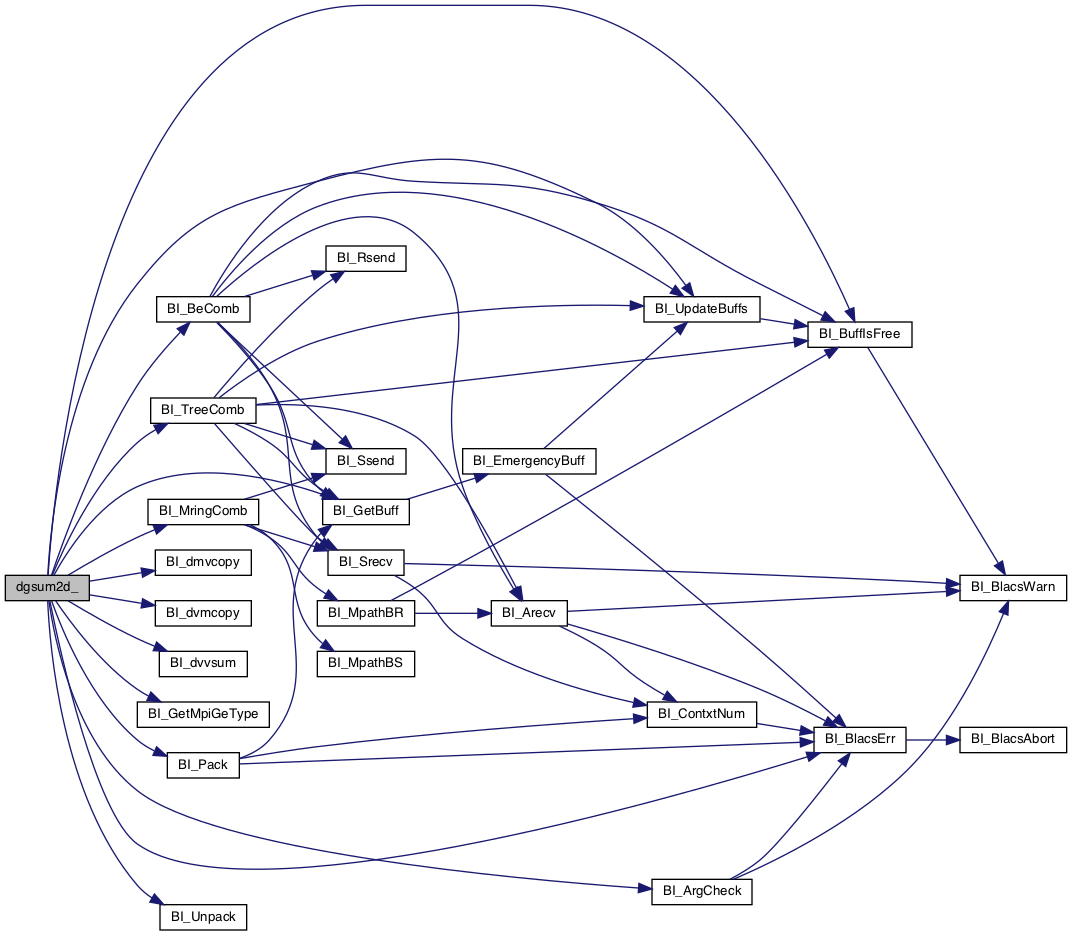 BI_Rsend
BI_BeComb
BI_UpdateBuffs
BI_BuffIsFree
BI_TreeComb
BI_Ssend
BI_EmergencyBuff
BI_MringComb
BI_GetBuff
BI_dmvcopy
BI_Srecv
dgsum2d_
BI_BlacsWarn
BI_dvmcopy
BI_MpathBR
BI_Arecv
BI_dvvsum
BI_MpathBS
BI_GetMpiGeType
BI_ContxtNum
BI_BlacsErr
BI_BlacsAbort
BI_Pack
BI_ArgCheck
BI_Unpack